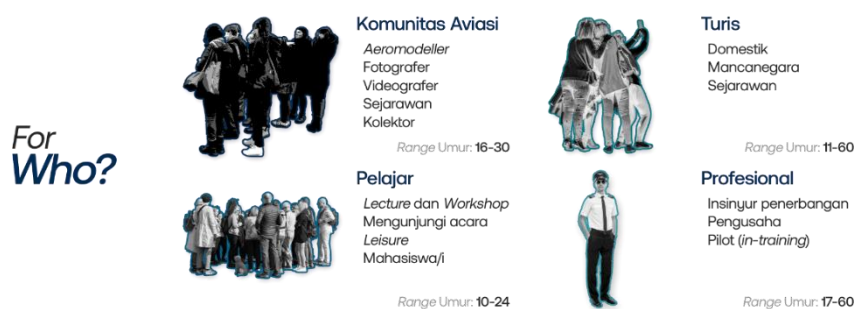 For
Who?
Komunitas Aviasi
Aeromodeller
Fotografer
Videografer
Sejarawan
Kolektor
Range Umur: 16-30
Turis
Domestik
Mancanegara
Sejarawan
Range Umur: 11-60
Pelajar
Lecture dan Workshop
Mengunjungi acara
Leisure
Mahasiswa/i
Range Umur: 10-24
Profesional
Insinyur penerbangan
Pengusaha
Pilot (in-training)
Range Umur: 17-60